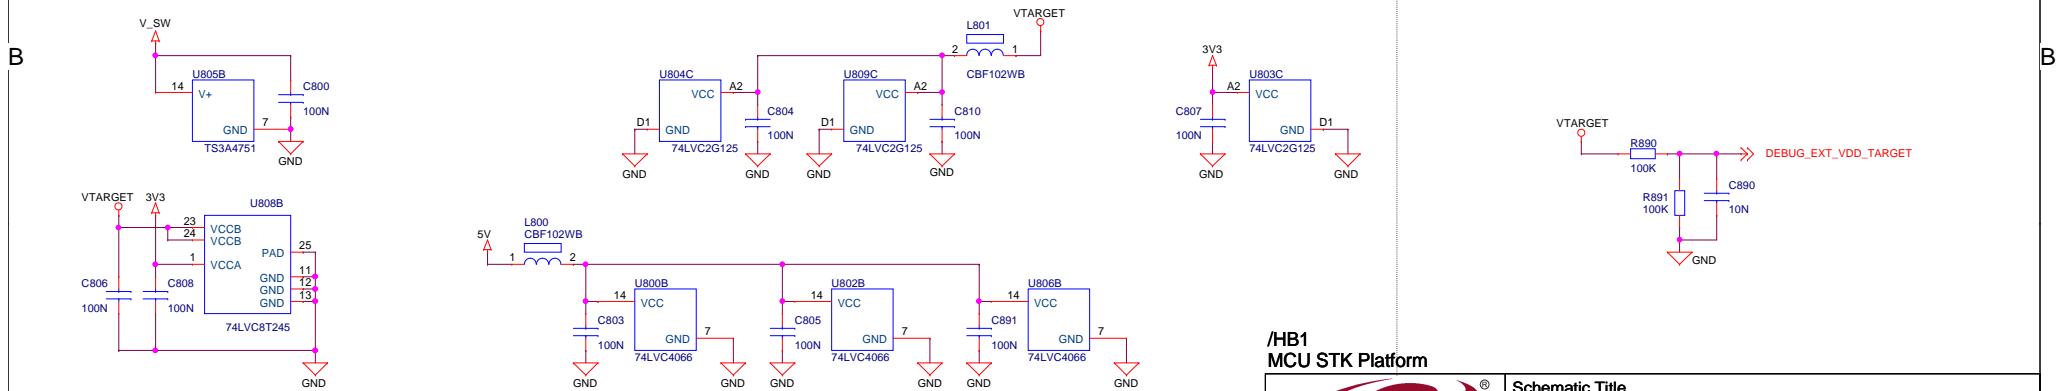 V_SW
U805B
14
V+
GND
7
TS3A4751
C800
100N
GND
U804C
VCC
A2
D1
GND
74LVC2G125
C804
100N
GND
GND
U809C
VCC
A2
D1
GND
74LVC2G125
C810
100N
GND
GND
L801
2
1
CBF102WB
VTARGET
3V3
U803C
A2
VCC
GND
D1
74LVC2G125
C807
100N
GND
GND
VTARGET
R890
100K
R891
100K
C890
10N
GND
DEBUG_EXT_VDD_TARGET
B
B
VTARGET
3V3
U808B
23
VCCB
24
VCCB
1
VCCA
PAD
25
GND
11
GND
12
GND
13
74LVC8T245
C806
100N
C808
100N
GND
5V
L800
CBF102WB
1
2
U800B
14
VCC
GND
7
74LVC4066
C803
100N
GND
GND
U802B
14
VCC
GND
7
74LVC4066
C805
100N
GND
GND
U806B
14
VCC
GND
7
74LVC4066
C891
100N
GND
GND
/HB1
MCU STK Platform
®
Schematic Title